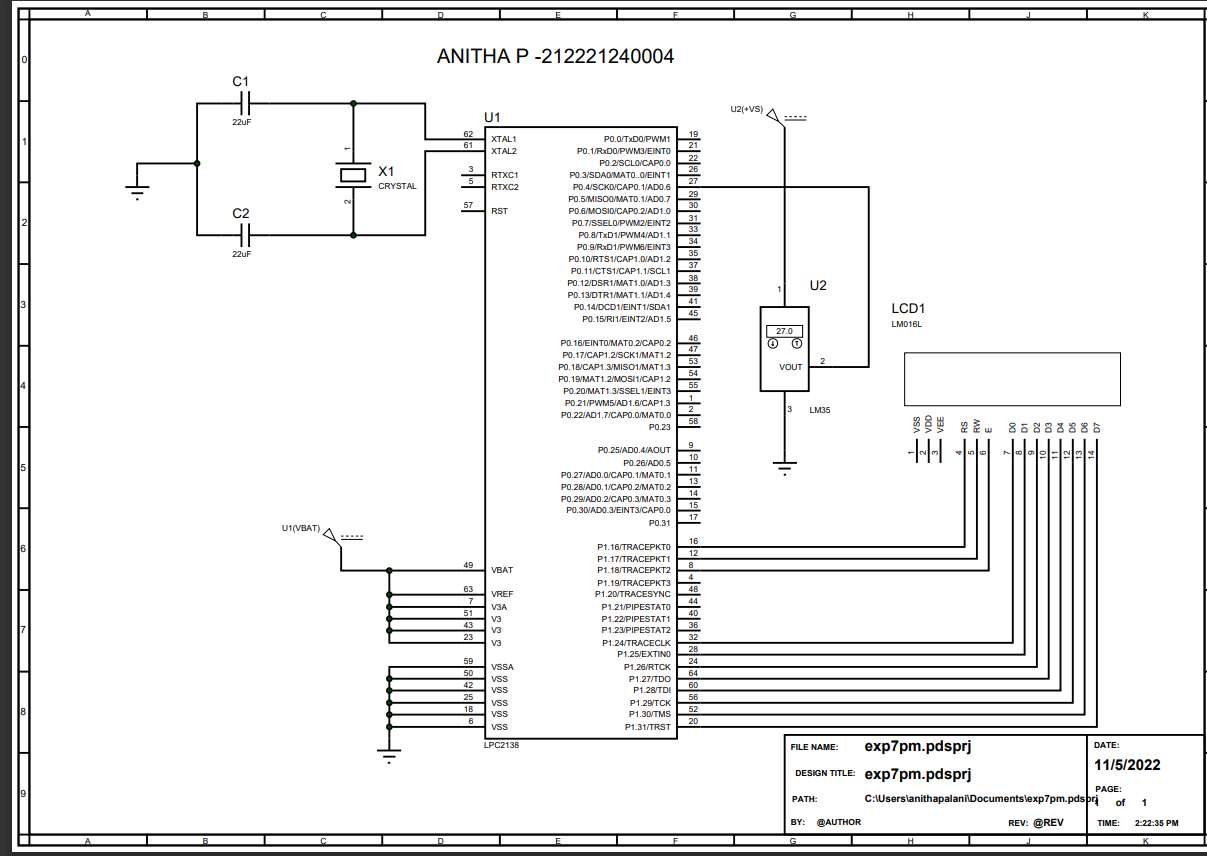 A B C D E F G H J K
0
1
2
3
4
5
6
7
8
9
ANITHA P -212221240004
C1
22uF
C2
22uF
1
X1
CRYSTAL
2
U1
62 XTAL1
61 XTAL2
3 RTXC1
5 RTXC2
57 RST
49 VBAT
63 VREF
7 V3A
51 V3
43 V3
23 V3
59 VSSA
50 VSS
42 VSS
25 VSS
18 VSS
6 VSS
P0.0/TxD0/PWM1 19
P0.1/RxD0/PWM3/EINT0 21
P0.2/SCL0/CAP0.0 22
P0.3/SDA0/MAT0..0/EINT1 26
P0.4/SCK0/CAP0.1/AD0.6 27
P0.5/MISO0/MAT0.1/AD0.7 29
P0.6/MOSI0/CAP0.2/AD1.0 30
P0.7/SSEL0/PWM2/EINT2 31
P0.8/TxD1/PWM4/AD1.1 33
P0.9/RxD1/PWM6/EINT3 34
P0.10/RTS1/CAP1.0/AD1.2 35
P0.11/CTS1/CAP1.1/SCL1 37
P0.12/DSR1/MAT1.0/AD1.3 38
P0.13/DTR1/MAT1.1/AD1.4 39
P0.14/DCD1/EINT1/SDA1 41
P0.15/RI1/EINT2/AD1.5 45
P0.16/EINT0/MAT0.2/CAP0.2 46
P0.17/CAP1.2/SCK1/MAT1.2 47
P0.18/CAP1.3/MISO1/MAT1.3 53
P0.19/MAT1.2/MOSI1/CAP1.2 54
P0.20/MAT1.3/SSEL1/EINT3 55
P0.21/PWM5/AD1.6/CAP1.3 1
P0.22/AD1.7/CAP0.0/MAT0.0 2
P0.23 58
P0.25/AD0.4/AOUT 9
P0.26/AD0.5 10
P0.27/AD0.0/CAP0.1/MAT0.1 11
P0.28/AD0.1/CAP0.2/MAT0.2 13
P0.29/AD0.2/CAP0.3/MAT0.3 14
P0.30/AD0.3/EINT3/CAP0.0 15
P0.31 17
P1.16/TRACEPKT0 16
P1.17/TRACEPKT1 12
P1.18/TRACEPKT2 8
P1.19/TRACEPKT3 4
P1.20/TRACESYNC 48
P1.21/PIPESTAT0 44
P1.22/PIPESTAT1 40
P1.23/PIPESTAT2 36
P1.24/TRACECLK 32
P1.25/EXTIN0 28
P1.26/RTCK 24
P1.27/TDO 64
P1.28/TDI 60
P1.29/TCK 56
P1.30/TMS 52
P1.31/TRST 20
LPC2138
U1(VBAT)
U2(+VS)
1
U2
27.0
VOUT 2
3
LM35
LCD1
LM016L
VSS VDD VEE RS RW E D0 D1 D2 D3 D4 D5 D6 D7
1 2 3 4 5 6 7 8 9 10 11 12 13 14
FILE NAME: exp7pm.pdsprj
DESIGN TITLE: exp7pm.pdsprj
PATH: C:\Users\anithapalani\Documents\exp7pm.pdsprj
BY: @AUTHOR REV: @REV
DATE:
11/5/2022
PAGE:
1 of 1
TIME: 2:22:35 PM
0
1
2
3
4
5
6
7
8
9
A B C D E F G H J K